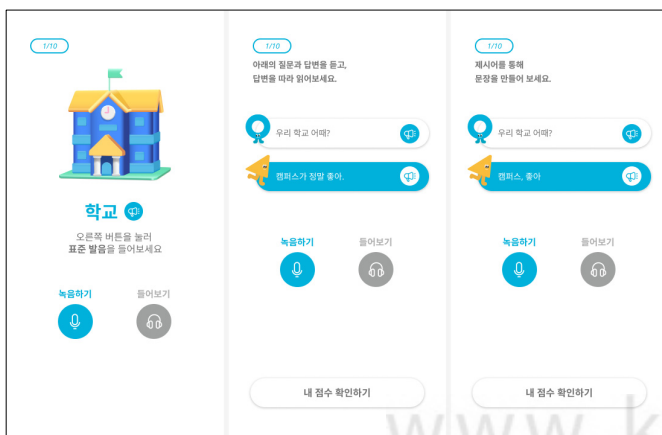 1/10
학교
오른쪽 버튼을 눌러
표준 발음을 들어보세요
녹음하기
들어보기
1/10
아래의 질문과 답변을 듣고,
답변을 따라 읽어보세요.
우리 학교 어때?
캠퍼스가 정말 좋아.
녹음하기
들어보기
내 점수 확인하기
1/10
제시어를 통해
문장을 만들어 보세요.
우리 학교 어때?
캠퍼스, 좋아
녹음하기
들어보기
내 점수 확인하기
www.k